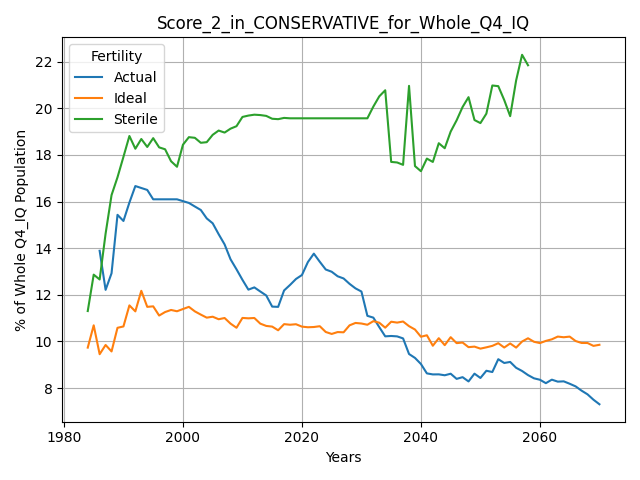 Score_2_in_CONSERVATIVE_for_Whole_Q4_IQ
Fertility
Actual
Ideal
Sterile
% of Whole Q4_IQ Population
22
20
18
16
14
12
10
8
1980 2000 2020 2040 2060
Years